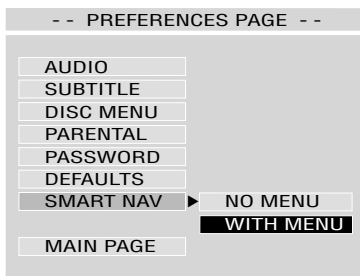 - - PREFERENCES PAGE - -
AUDIO
SUBTITLE
DISC MENU
PARENTAL
PASSWORD
DEFAULTS
SMART NAV NO MENU
WITH MENU
MAIN PAGE